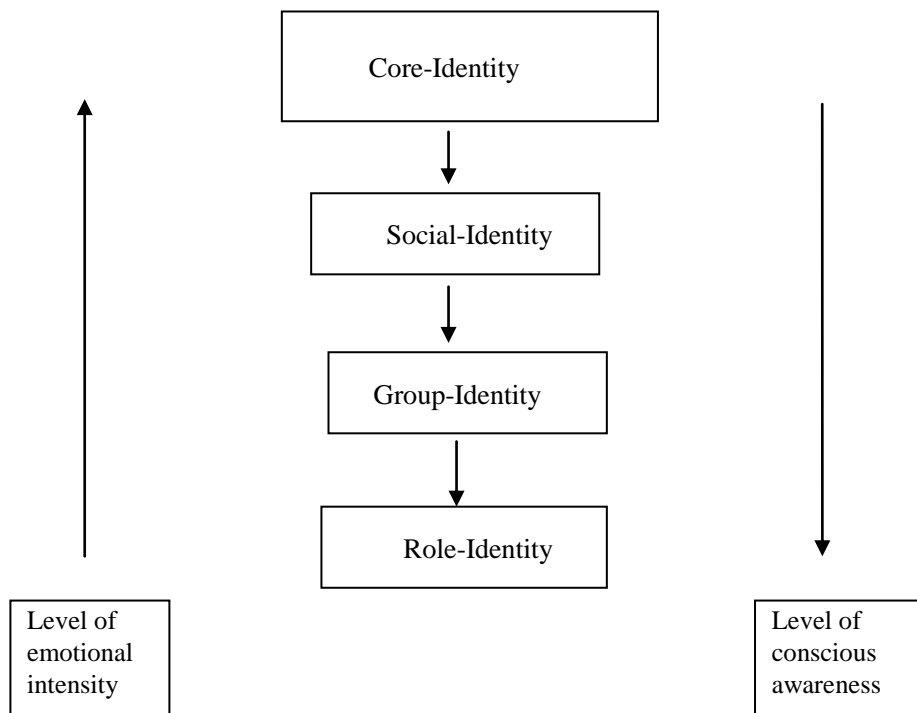 Core-Identity
Social-Identity
Group-Identity
Role-Identity
Level of
emotional
intensity
Level of
conscious
awareness